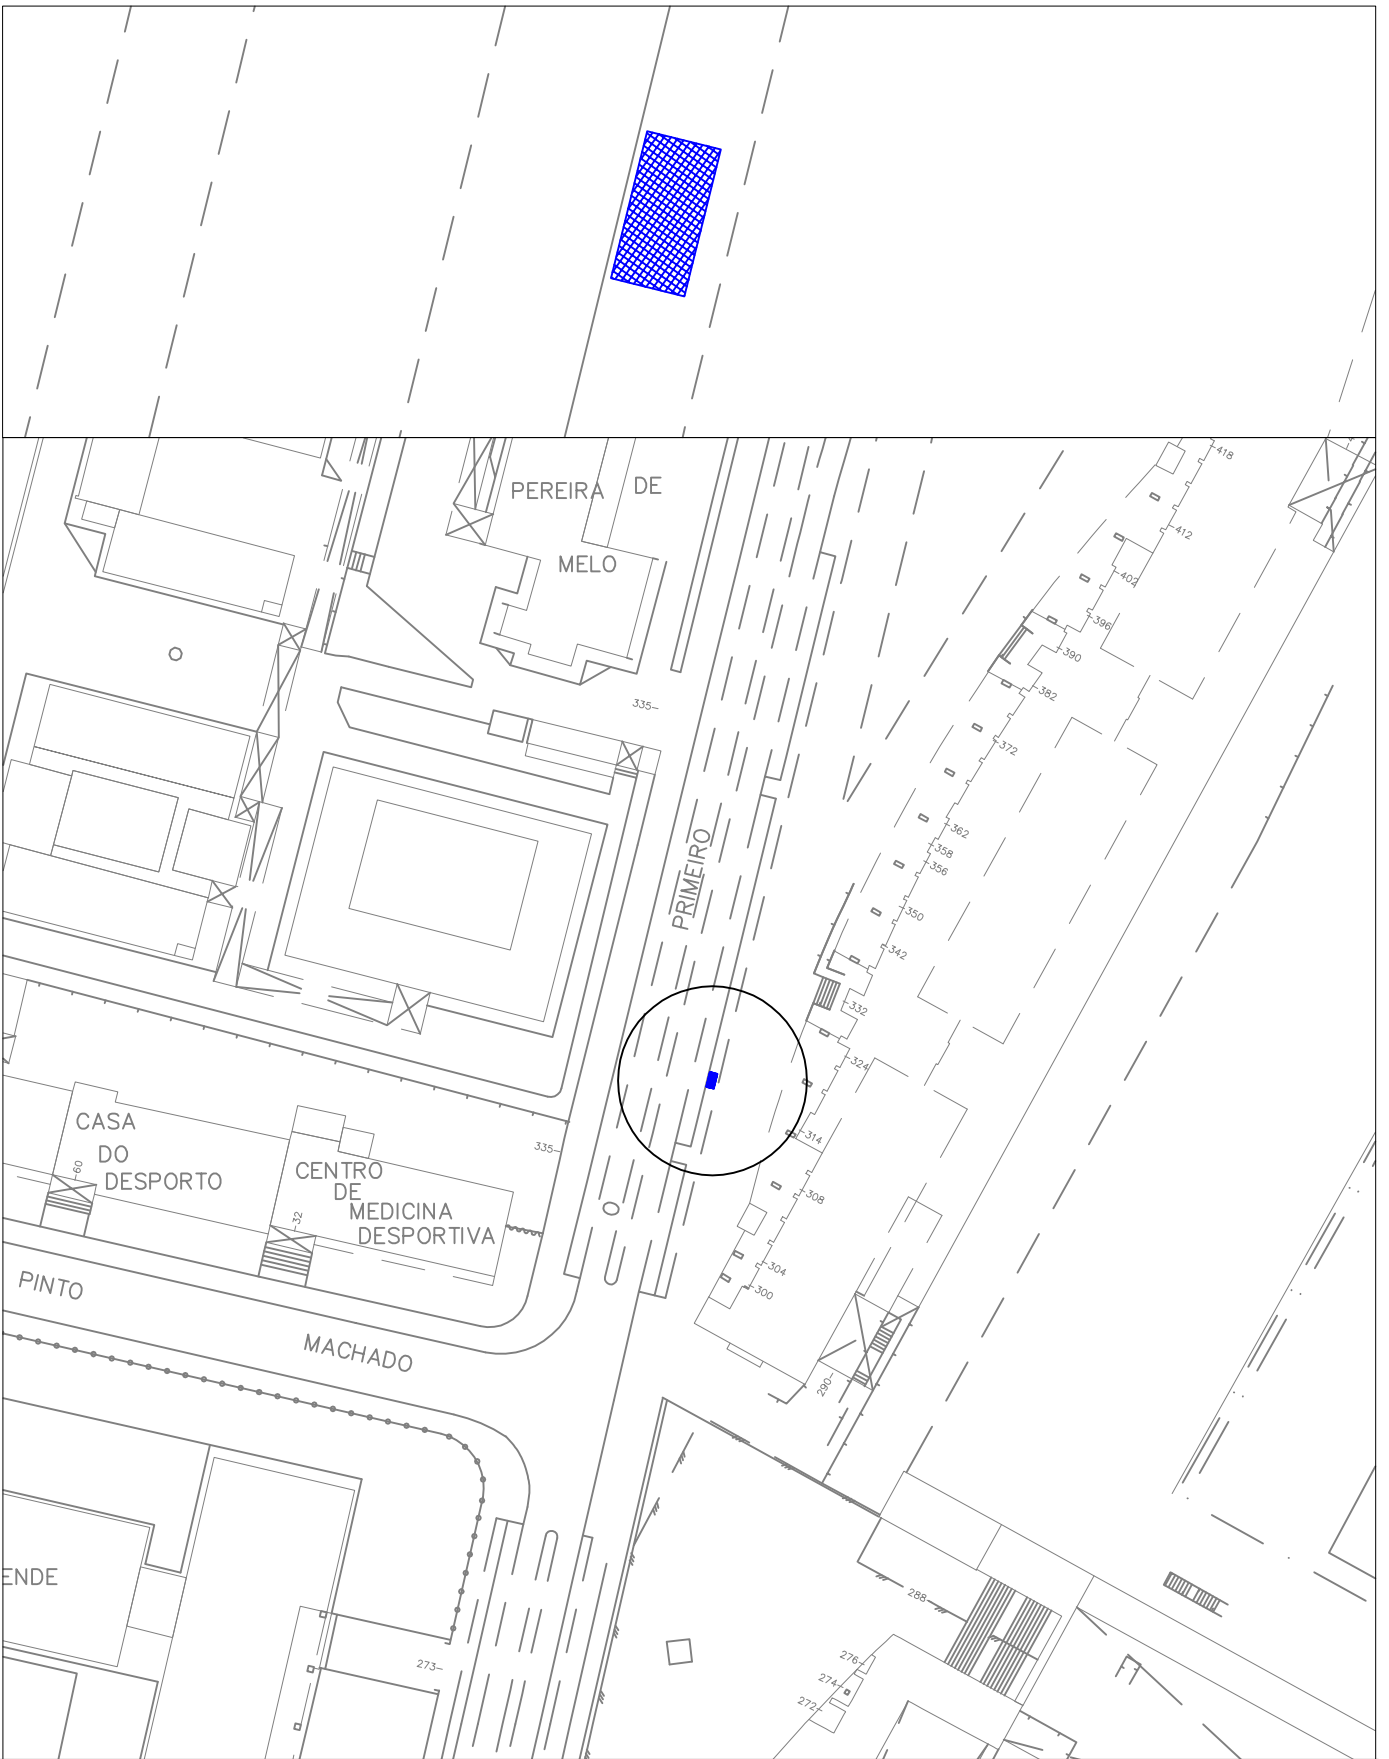 418
PEREIRA DE
412
MELO
402
396
390
382
335-
372
362
358
356
PRIMEIRO
350
342
332
324
CASA
DO
DESPORTO
60
314
335-
CENTRO
DE
MEDICINA
DESPORTIVA
32
308
O
304
300
PINTO
MACHADO
290-
ENDE
288
276-
273-
274-
272-